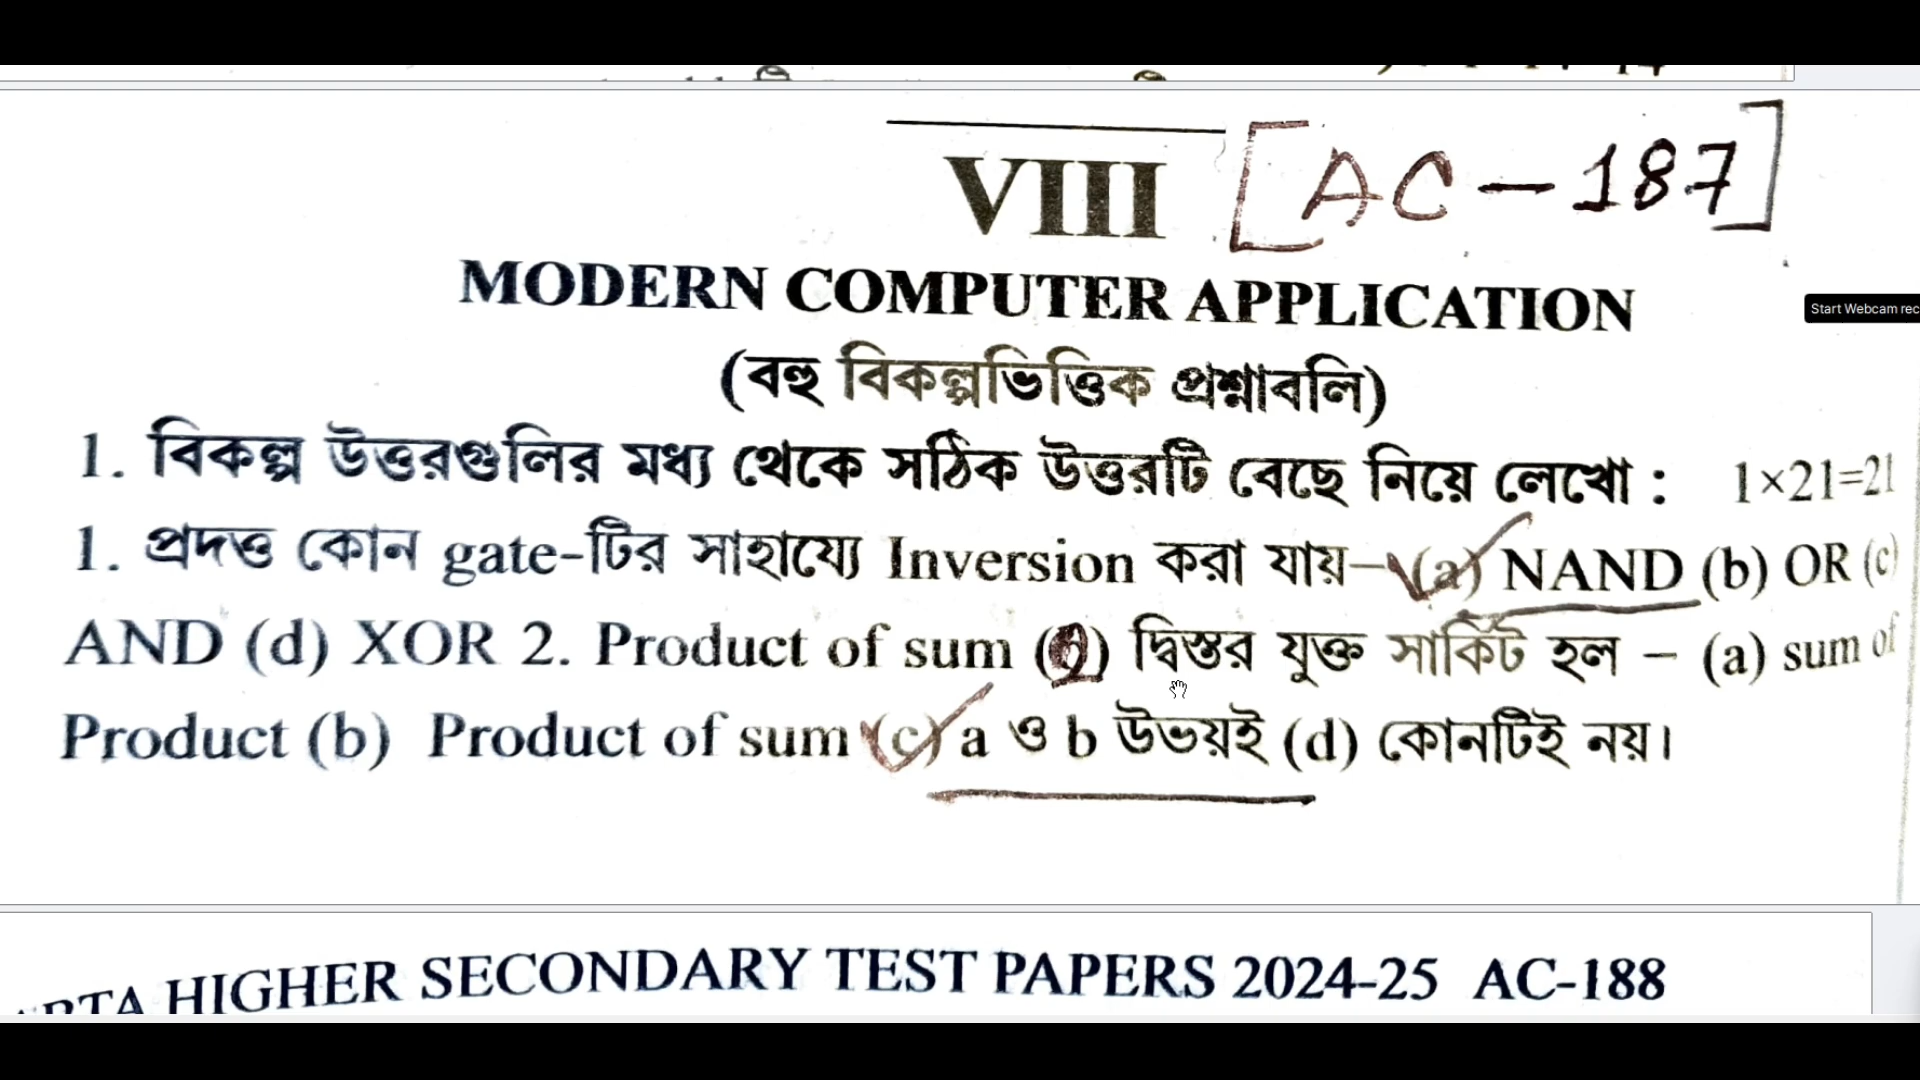 VIII [AC-187]
MODERN COMPUTER APPLICATION
Start Webcam rec
(বহু বিকল্পভিত্তিক প্রশ্নাবলি)
1. বিকল্প উত্তরগুলির মধ্য থেকে সঠিক উত্তরটি বেছে নিয়ে লেখো : 1×21=21
1. প্রদত্ত কোন gate-টির সাহায্যে Inversion করা যায়–(a) NAND (b) OR (c)
AND (d) XOR 2. Product of sum দ্বিস্তর যুক্ত সার্কিট হল – (a) sum of
Product (b) Product of sum (c) a ও b উভয়ই (d) কোনটিই নয়।
HIGHER SECONDARY TEST PAPERS 2024-25 AC-188